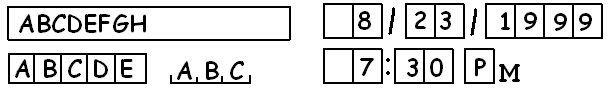 ABCDEFGH 8/23/1999
ABCDE A,B,C, 7:30 PM